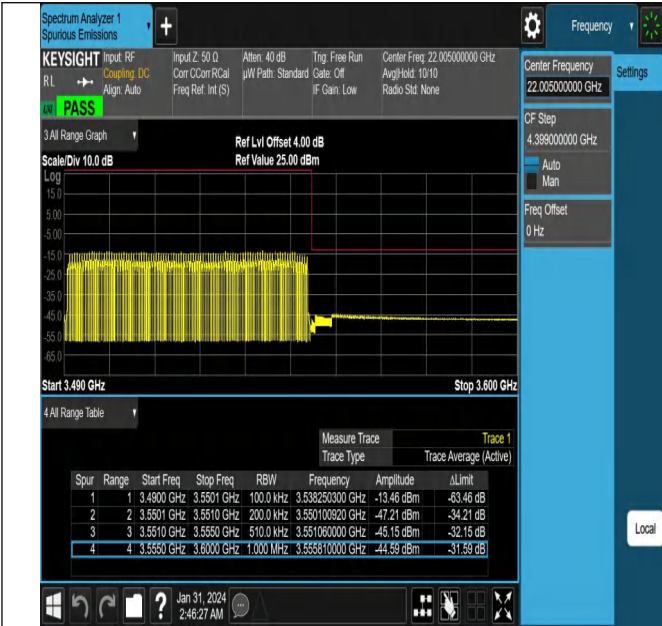 Spectrum Analyzer 1
Spurious Emissions
+
Frequency
KEYSIGHT Input: RF Input Z: 50 Ω Atten: 40 dB Trig: Free Run Center Freq: 22.005000000 GHz
RL Coupling: DC Corr CCorr RCal µW Path: Standard Gate: Off Avg|Hold: 10/10
Align: Auto Freq Ref: Int (S) IF Gain: Low Radio Std: None
LXI PASS
Center Frequency
22.005000000 GHz
Settings
CF Step
4.399000000 GHz
Auto
Man
Freq Offset
0 Hz
3 All Range Graph
Ref Lvl Offset 4.00 dB
Scale/Div 10.0 dB Ref Value 25.00 dBm
Log
15.0
5.00
-5.00
-15.0
-25.0
-35.0
-45.0
-55.0
-65.0
Start 3.490 GHz Stop 3.600 GHz
4 All Range Table
Measure Trace Trace 1
Trace Type Trace Average (Active)
Spur Range Start Freq Stop Freq RBW Frequency Amplitude ΔLimit
1 1 3.4900 GHz 3.5501 GHz 100.0 kHz 3.538250300 GHz -13.46 dBm -63.46 dB
2 2 3.5501 GHz 3.5510 GHz 200.0 kHz 3.550100920 GHz -47.21 dBm -34.21 dB
3 3 3.5510 GHz 3.5550 GHz 510.0 kHz 3.551060000 GHz -45.15 dBm -32.15 dB
4 4 3.5550 GHz 3.6000 GHz 1.000 MHz 3.555810000 GHz -44.59 dBm -31.59 dB
Local
? Jan 31, 2024
2:46:27 AM